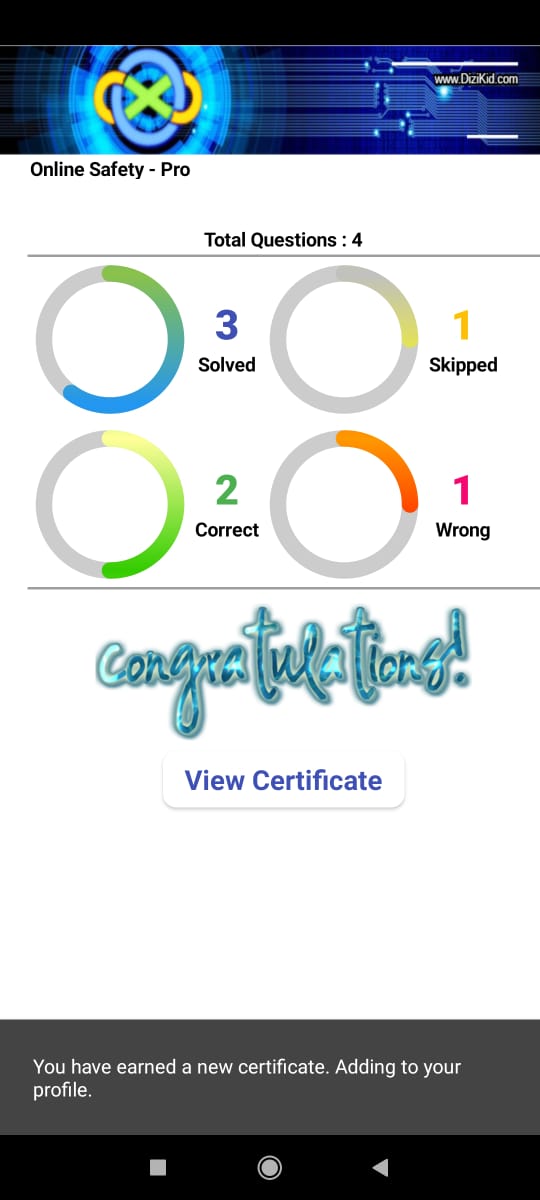 www.DiziKid.com
Online Safety - Pro
Total Questions : 4
3
Solved
1
Skipped
2
Correct
1
Wrong
congratulations!
View Certificate
You have earned a new certificate. Adding to your
profile.